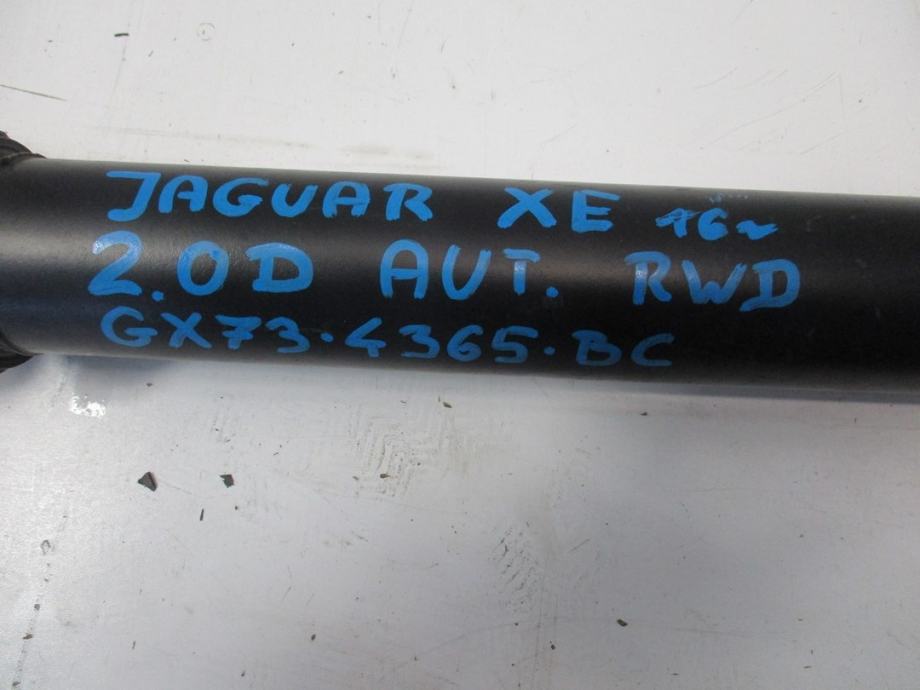 JAGUAR XE 16~
2.0D AUT. RWD
GX73·4365·BC